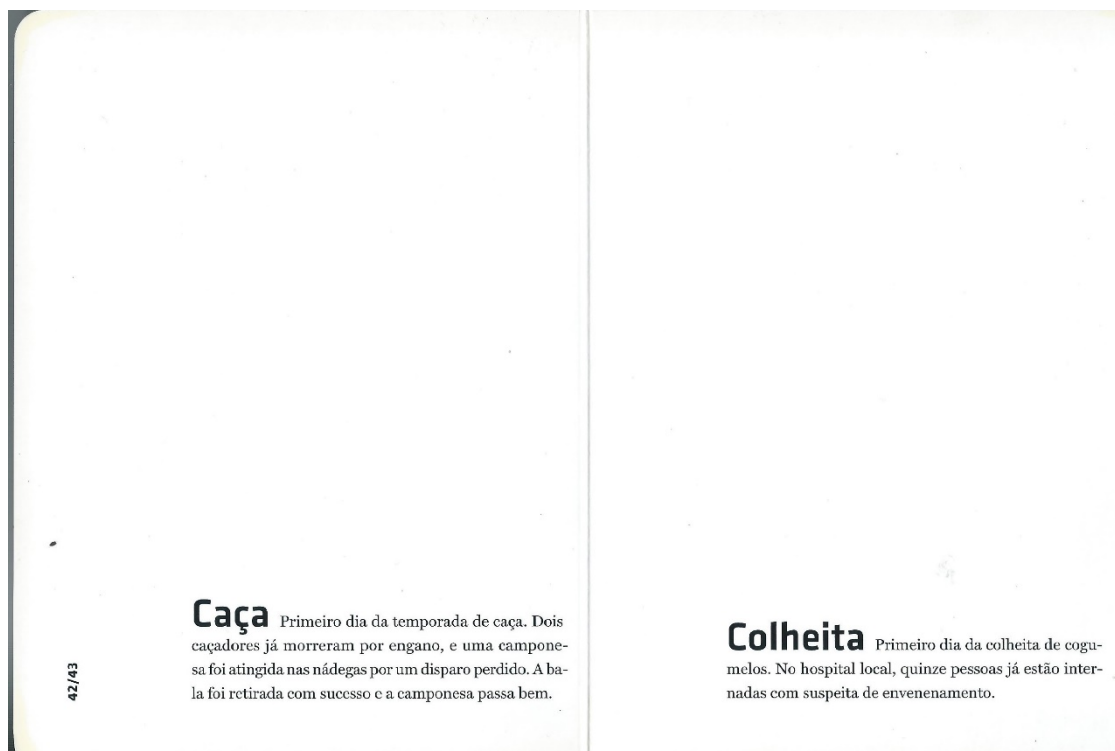 Caça Primeiro dia da temporada de caça. Dois
caçadores já morreram por engano, e uma campone-
sa foi atingida nas nádegas por um disparo perdido. A ba-
la foi retirada com sucesso e a camponesa passa bem.
42/43
Colheita Primeiro dia da colheita de cogu-
melos. No hospital local, quinze pessoas já estão inter-
nadas com suspeita de envenenamento.